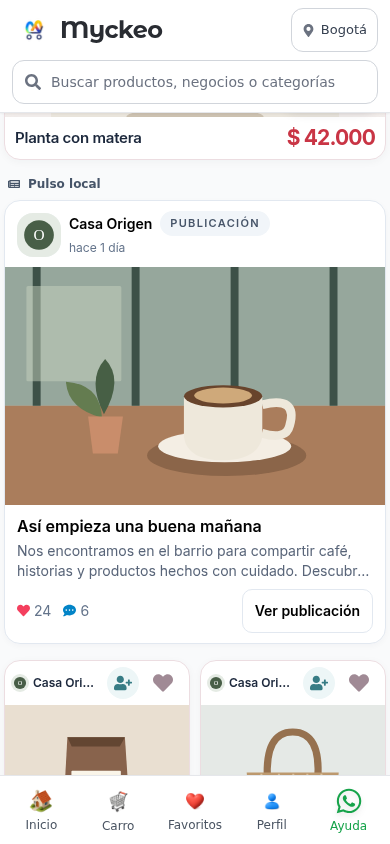 Myckeo
Bogotá
Buscar productos, negocios o categorías
Planta con matera
$ 42.000
Pulso local
O
Casa Origen
PUBLICACIÓN
hace 1 día
Así empieza una buena mañana
Nos encontramos en el barrio para compartir café,
historias y productos hechos con cuidado. Descubr...
24
6
Ver publicación
O
Casa Ori...
O
Casa Ori...
Inicio
Carro
Favoritos
Perfil
Ayuda